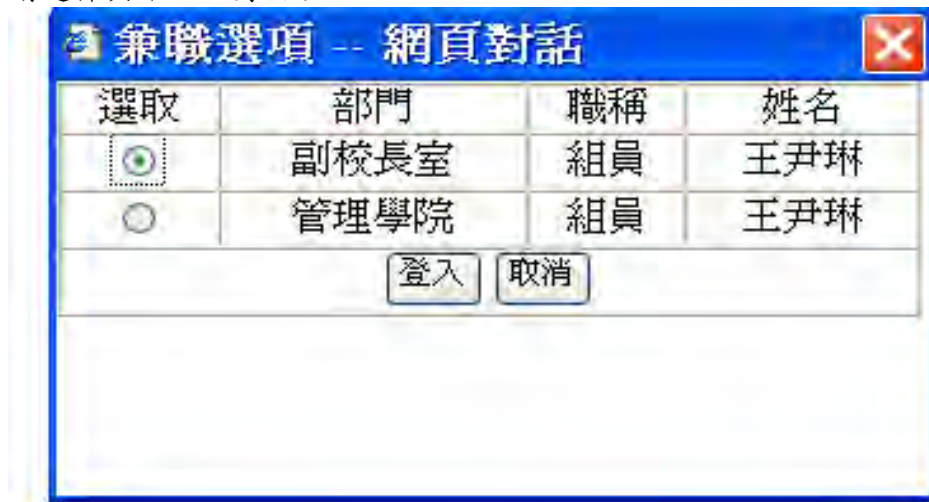 兼職選項 -- 網頁對話
選取 部門 職稱 姓名
副校長室 組員 王尹琳
管理學院 組員 王尹琳
登入 取消